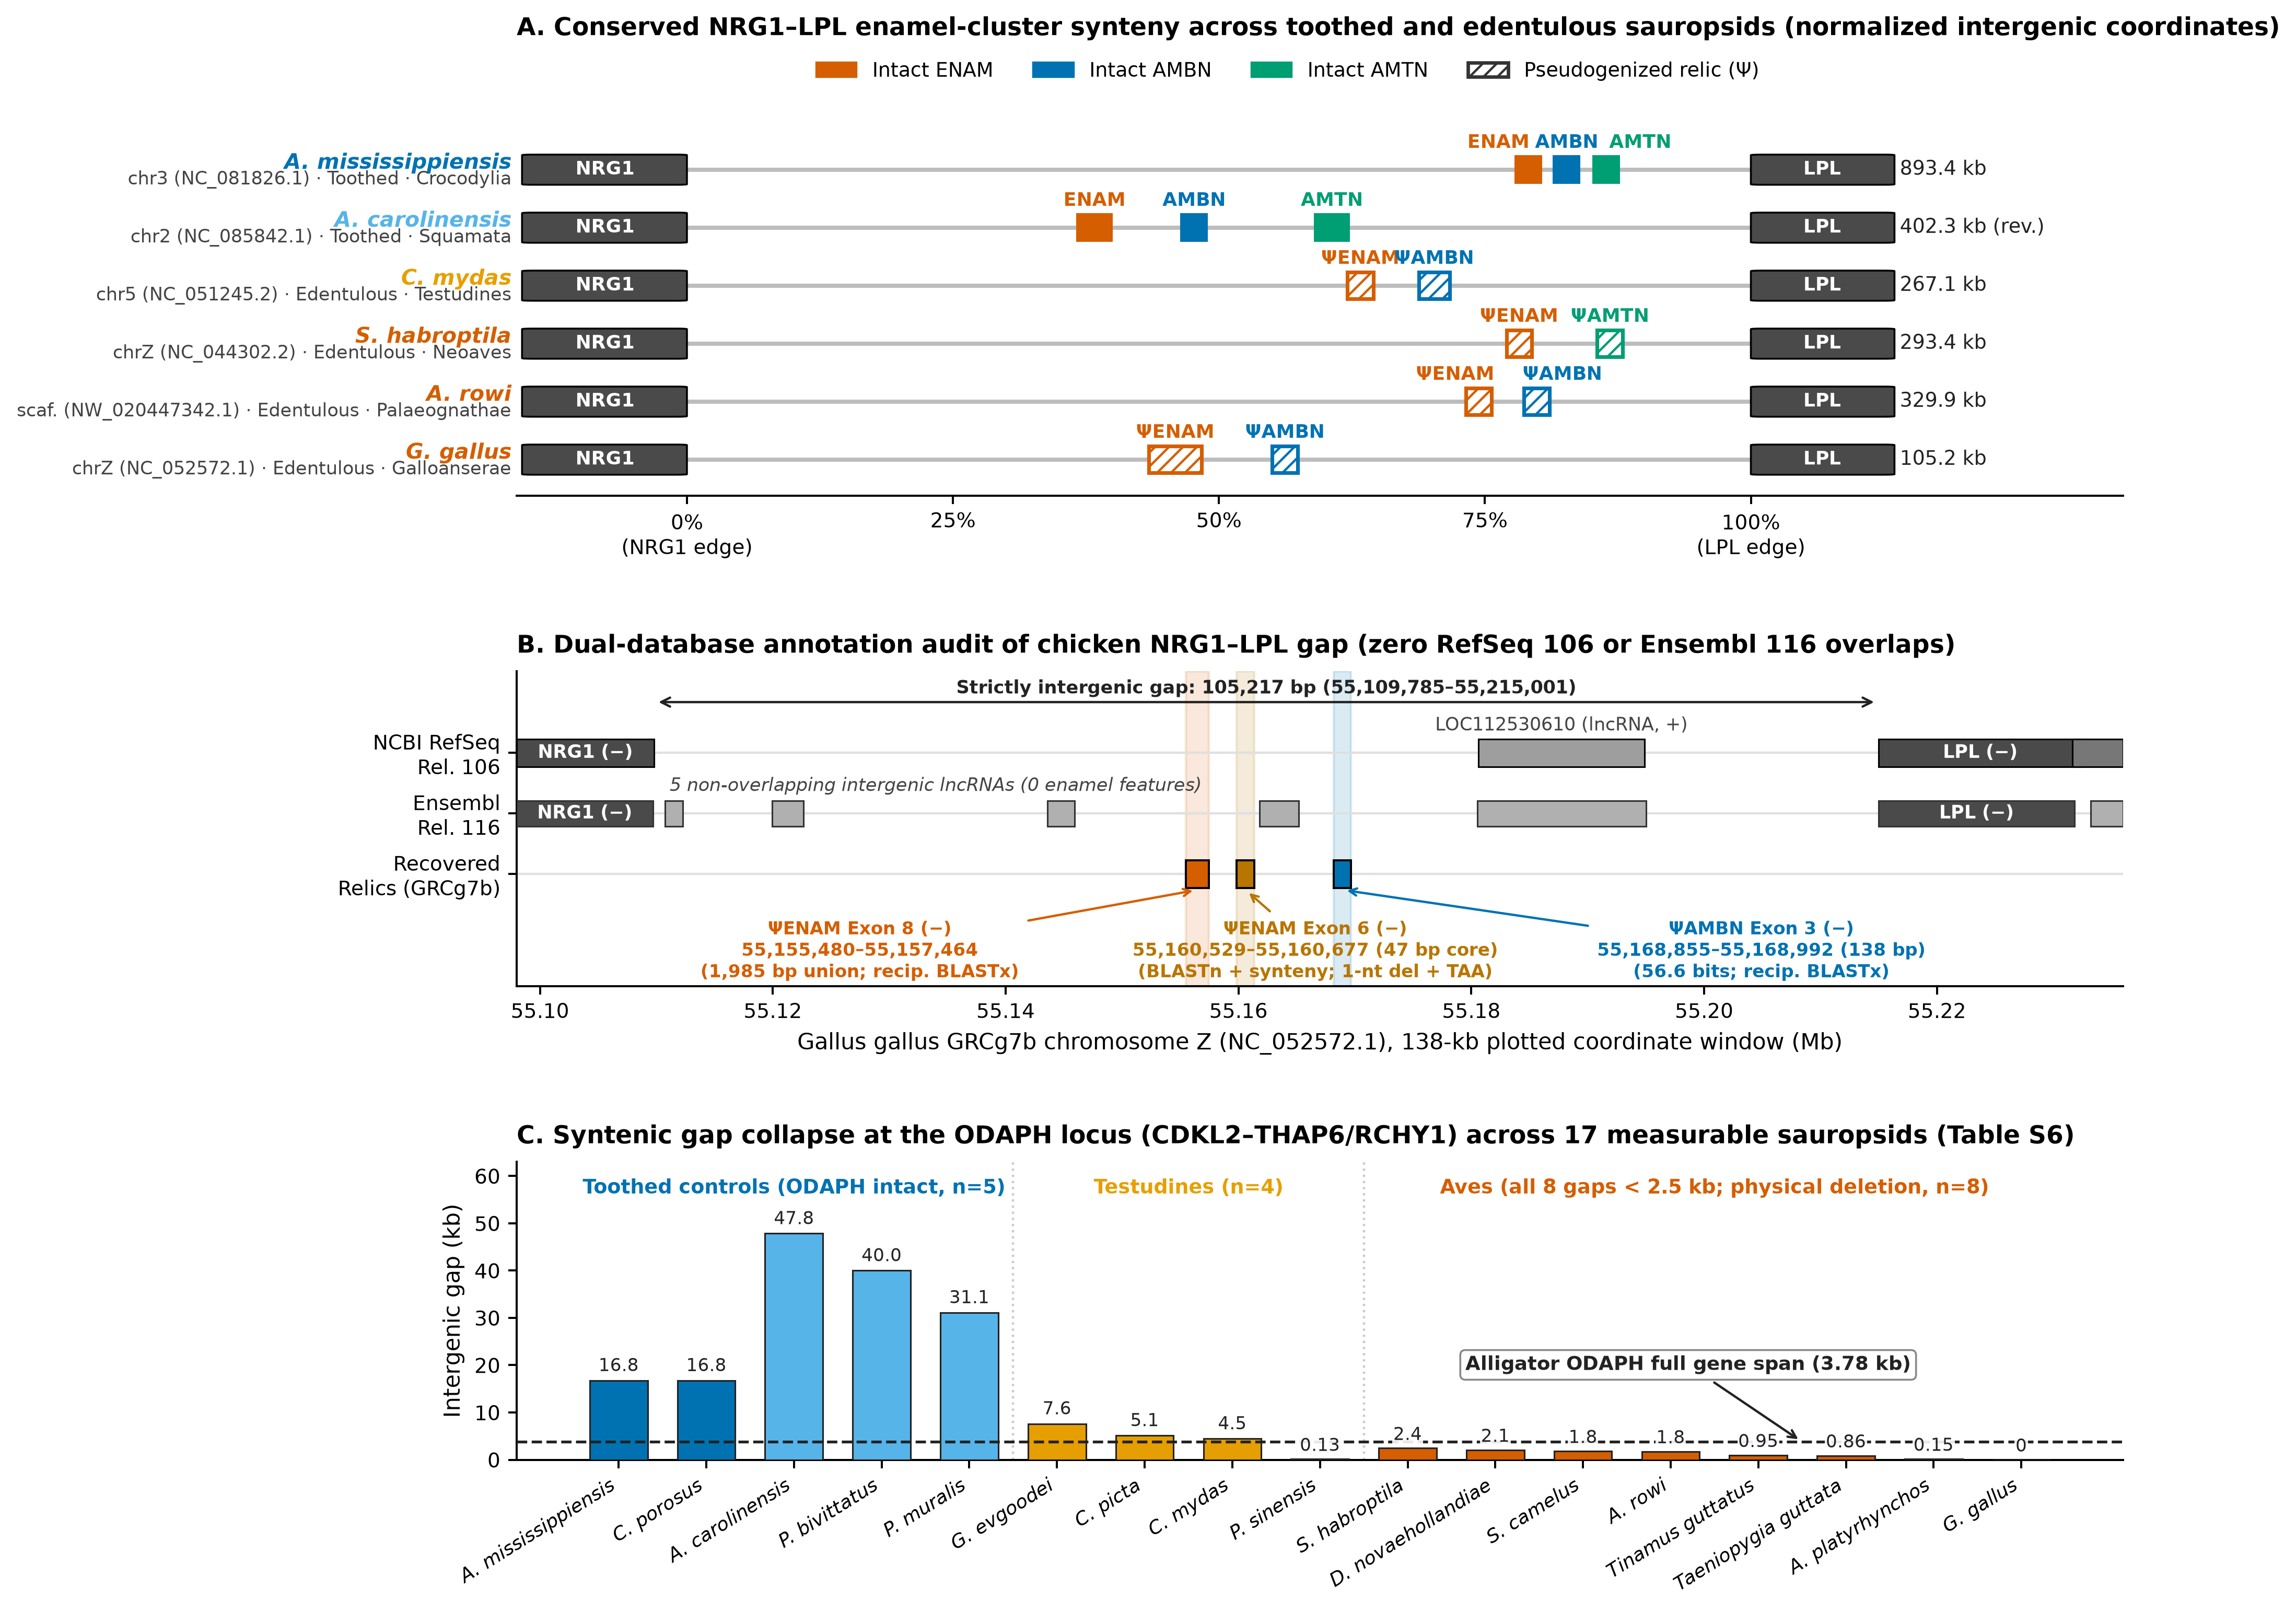 A. Conserved NRG1–LPL enamel-cluster synteny across toothed and edentulous sauropsids (normalized intergenic coordinates)
Intact ENAM
Intact AMBN
Intact AMTN
Pseudogenized relic (Ψ)
ENAM AMBN AMTN
A. mississippiensis
chr3 (NC_081826.1) · Toothed · Crocodylia
NRG1
LPL
893.4 kb
ENAM AMBN AMTN
A. carolinensis
chr2 (NC_085842.1) · Toothed · Squamata
NRG1
LPL
402.3 kb (rev.)
ΨENAM ΨAMBN
C. mydas
chr5 (NC_051245.2) · Edentulous · Testudines
NRG1
LPL
267.1 kb
ΨENAM ΨAMTN
S. habroptila
chrZ (NC_044302.2) · Edentulous · Neoaves
NRG1
LPL
293.4 kb
ΨENAM ΨAMBN
A. rowi
scaf. (NW_020447342.1) · Edentulous · Palaeognathae
NRG1
LPL
329.9 kb
ΨENAM ΨAMBN
G. gallus
chrZ (NC_052572.1) · Edentulous · Galloanserae
NRG1
LPL
105.2 kb
0% 25% 50% 75% 100%
(NRG1 edge) (LPL edge)
B. Dual-database annotation audit of chicken NRG1–LPL gap (zero RefSeq 106 or Ensembl 116 overlaps)
Strictly intergenic gap: 105,217 bp (55,109,785–55,215,001)
LOC112530610 (lncRNA, +)
NCBI RefSeq
Rel. 106
NRG1 (−)
LPL (−)
5 non-overlapping intergenic lncRNAs (0 enamel features)
Ensembl
Rel. 116
NRG1 (−)
LPL (−)
Recovered
Relics (GRCg7b)
ΨENAM Exon 8 (−)
55,155,480–55,157,464
(1,985 bp union; recip. BLASTx)
ΨENAM Exon 6 (−)
55,160,529–55,160,677 (47 bp core)
(BLASTn + synteny; 1-nt del + TAA)
ΨAMBN Exon 3 (−)
55,168,855–55,168,992 (138 bp)
(56.6 bits; recip. BLASTx)
55.10 55.12 55.14 55.16 55.18 55.20 55.22
Gallus gallus GRCg7b chromosome Z (NC_052572.1), 138-kb plotted coordinate window (Mb)
C. Syntenic gap collapse at the ODAPH locus (CDKL2–THAP6/RCHY1) across 17 measurable sauropsids (Table S6)
Toothed controls (ODAPH intact, n=5)
Testudines (n=4)
Aves (all 8 gaps < 2.5 kb; physical deletion, n=8)
Intergenic gap (kb)
60
50
40
30
20
10
0
16.8 16.8 47.8 40.0 31.1 7.6 5.1 4.5 0.13 2.4 2.1 1.8 1.8 0.95 0.86 0.15 0
Alligator ODAPH full gene span (3.78 kb)
A. mississippiensis
C. porosus
A. carolinensis
P. bivittatus
P. muralis
G. evgoodei
C. picta
C. mydas
P. sinensis
S. habroptila
D. novaehollandiae
S. camelus
A. rowi
Tinamus guttatus
Taeniopygia guttata
A. platyrhynchos
G. gallus